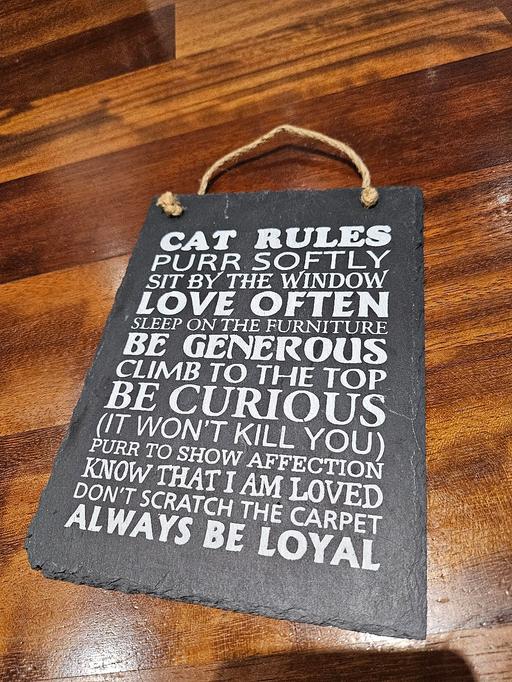 CAT RULES
PURR SOFTLY
SIT BY THE WINDOW
LOVE OFTEN
SLEEP ON THE FURNITURE
BE GENEROUS
CLIMB TO THE TOP
BE CURIOUS
(IT WON'T KILL YOU)
PURR TO SHOW AFFECTION
KNOW THAT I AM LOVED
DON'T SCRATCH THE CARPET
ALWAYS BE LOYAL